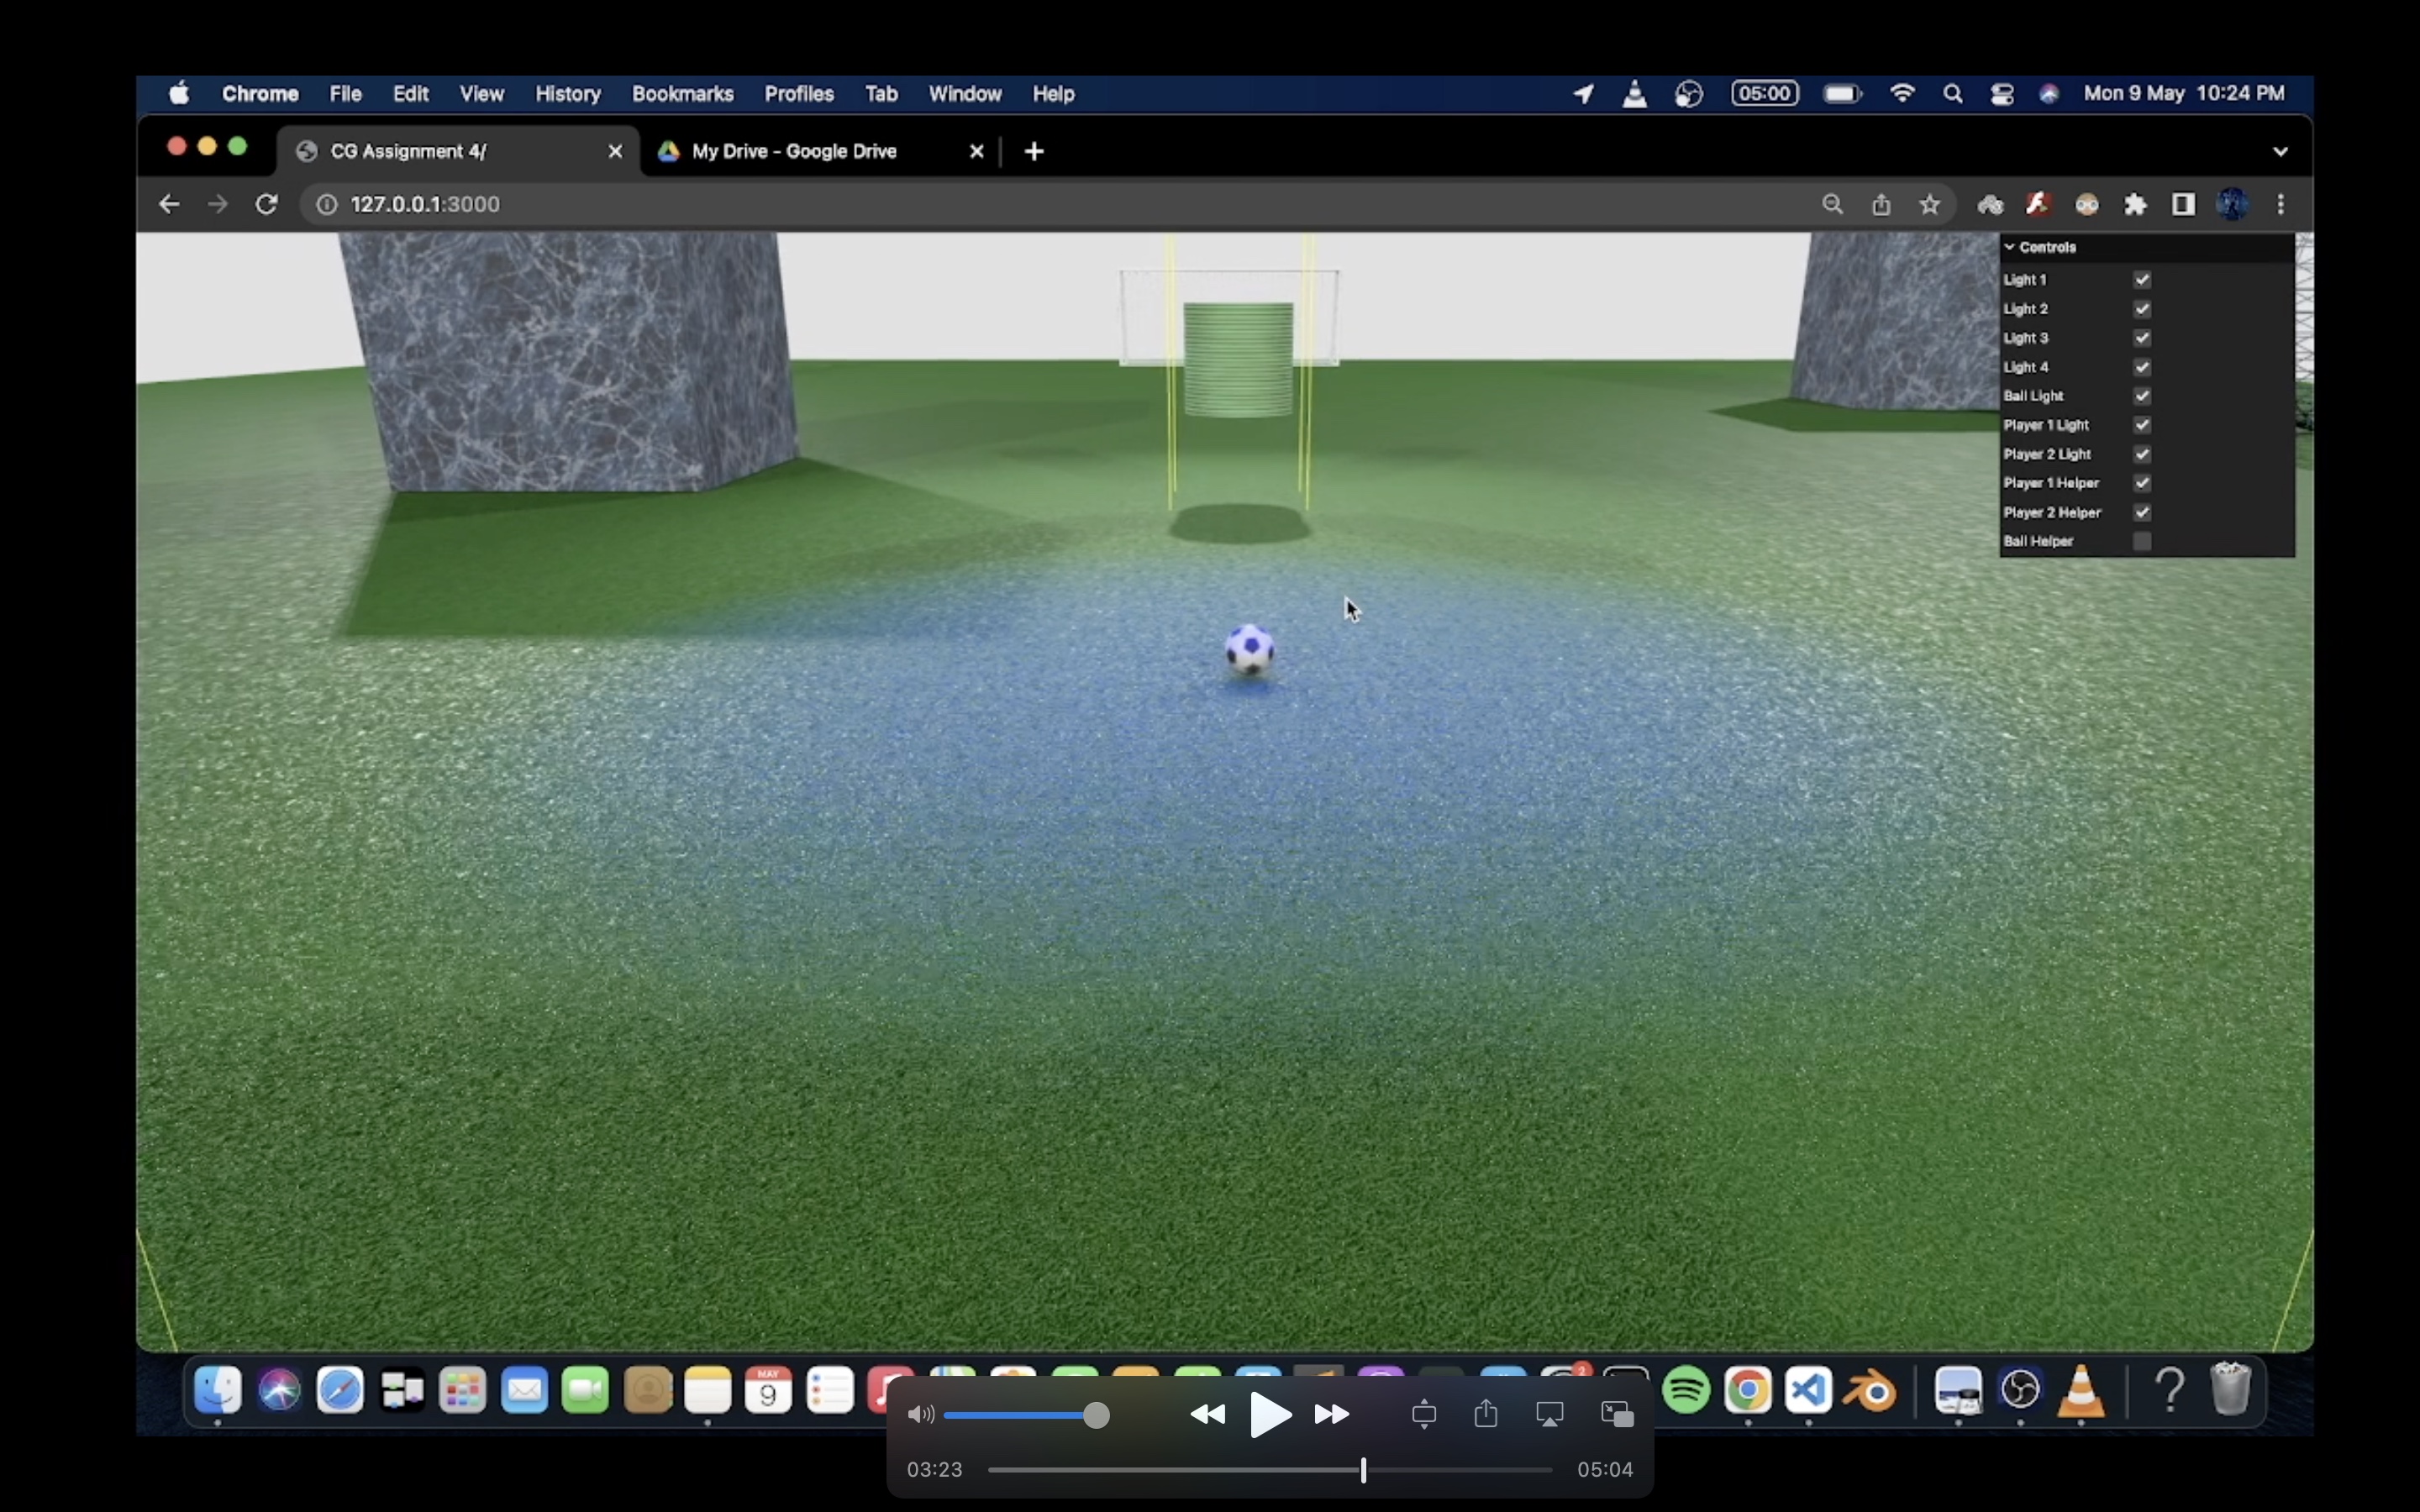 Chrome File Edit View History Bookmarks Profiles Tab Window Help 05:00 Mon 9 May 10:24 PM
CG Assignment 4/ My Drive - Google Drive
127.0.0.1:3000
Controls
Light 1
Light 2
Light 3
Light 4
Ball Light
Player 1 Light
Player 2 Light
Player 1 Helper
Player 2 Helper
Ball Helper
MAY
9
2
03:23 05:04